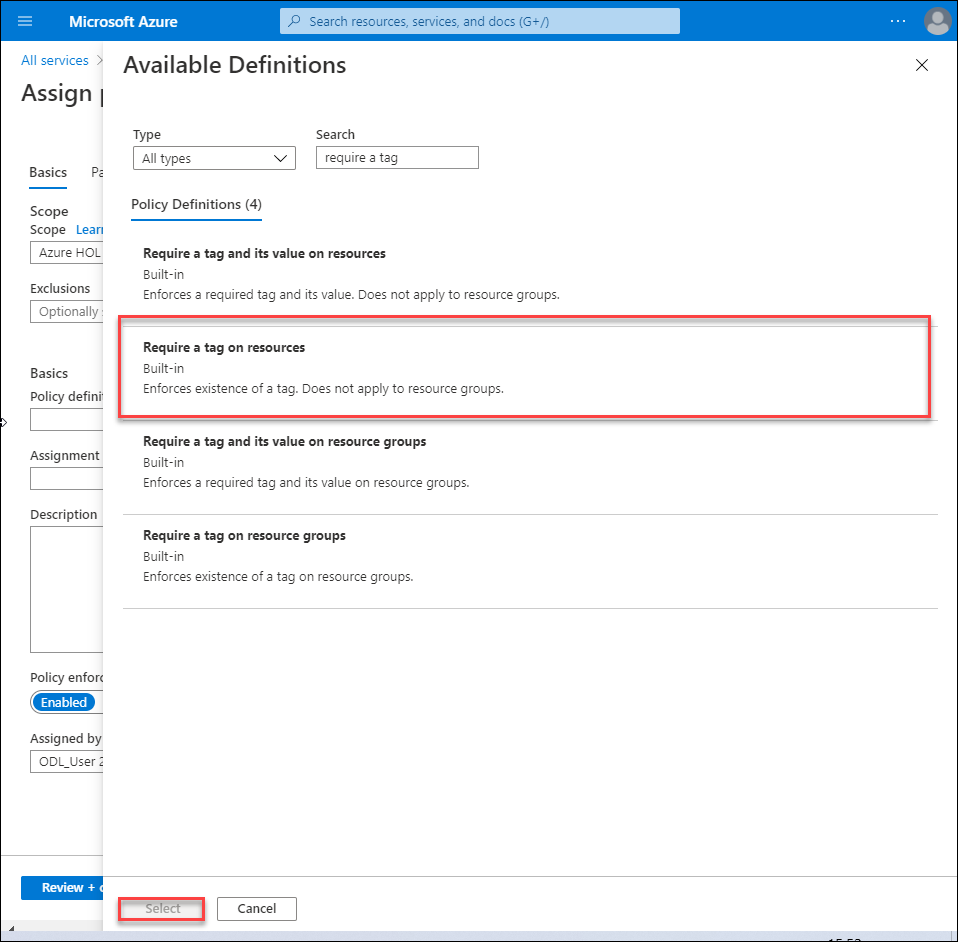 Microsoft Azure
Search resources, services, and docs (G+/)
All services
Available Definitions
Assign
Type
Search
All types
require a tag
Basics
Policy Definitions (4)
Scope
Scope
Azure HOL
Exclusions
Optionally
Basics
Policy
Assignment
Description
Policy
Enabled
Assigned by
ODL_User
Review +
Require a tag and its value on resources
Built-in
Enforces a required tag and its value. Does not apply to resource groups.
Require a tag on resources
Built-in
Enforces existence of a tag. Does not apply to resource groups.
Require a tag and its value on resource groups
Built-in
Enforces a required tag and its value on resource groups.
Require a tag on resource groups
Built-in
Enforces existence of a tag on resource groups.
Select
Cancel